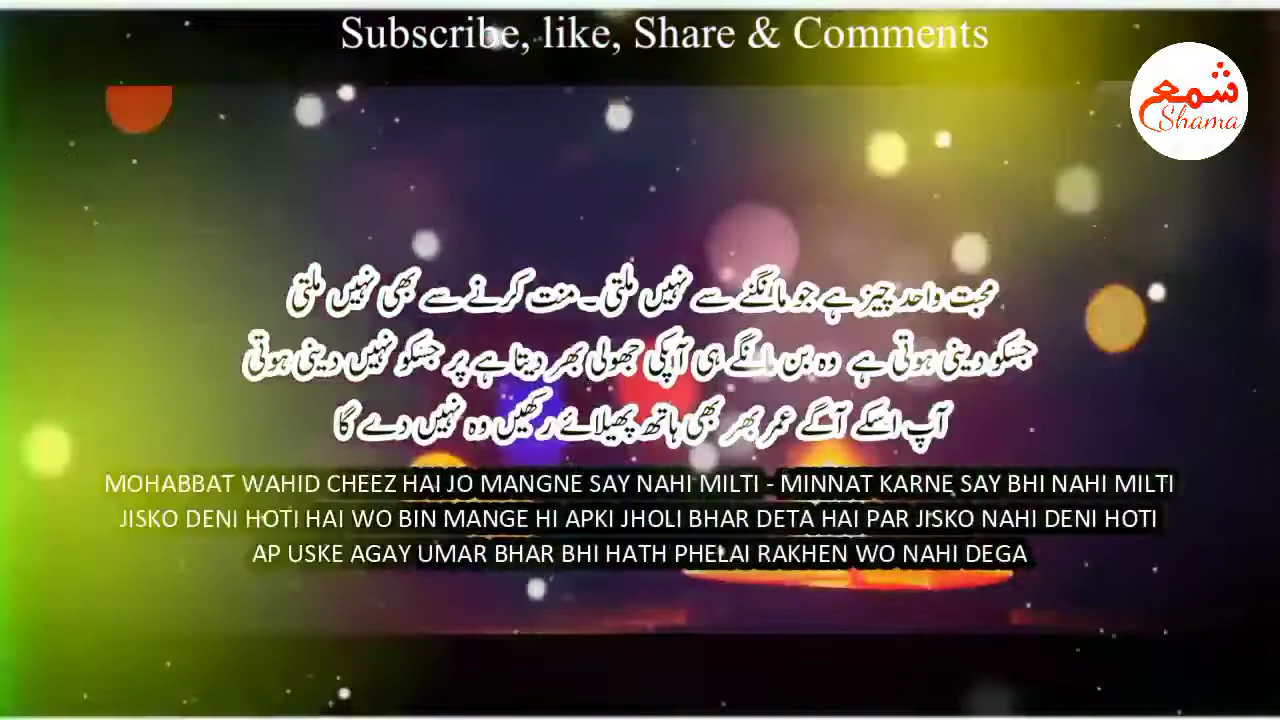 Subscribe, like, Share & Comments
شمع
Shama
محبت واحد چیز ہے جو مانگنے سے نہیں ملتی ۔ منت کرنے سے بھی نہیں ملتی
جسکو دینی ہوتی ہے وہ بن مانگے ہی آپکی جھولی بھر دیتا ہے پر جسکو نہیں دینی ہوتی
آپ اسکے آگے عمر بھر بھی ہاتھ پھیلائے رکھیں وہ نہیں دے گا
MOHABBAT WAHID CHEEZ HAI JO MANGNE SAY NAHI MILTI - MINNAT KARNE SAY BHI NAHI MILTI
JISKO DENI HOTI HAI WO BIN MANGE HI APKI JHOLI BHAR DETA HAI PAR JISKO NAHI DENI HOTI
AP USKE AGAY UMAR BHAR BHI HATH PHELAI RAKHEN WO NAHI DEGA